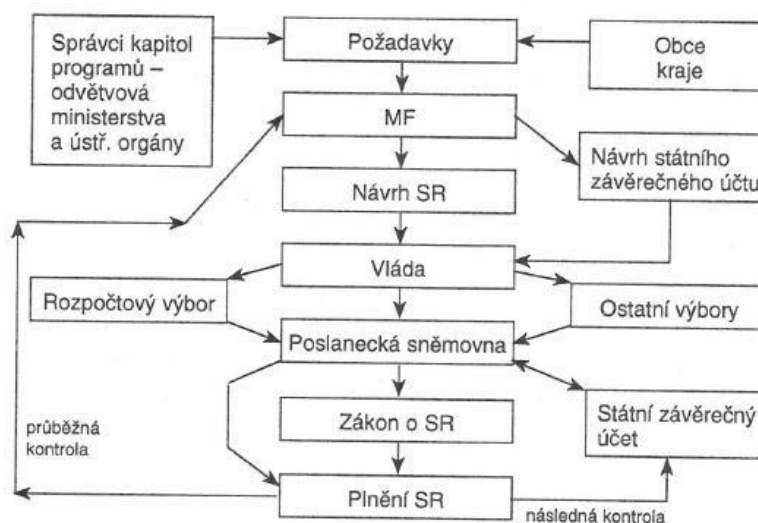 Správci kapitol
programů –
odvětvová
ministerstva
a ústř. orgány
Požadavky
Obce
kraje
MF
Návrh státního
závěrečného účtu
Návrh SR
Vláda
Rozpočtový výbor
Ostatní výbory
Poslanecká sněmovna
Zákon o SR
Státní závěrečný
účet
průběžná
kontrola
Plnění SR
následná kontrola